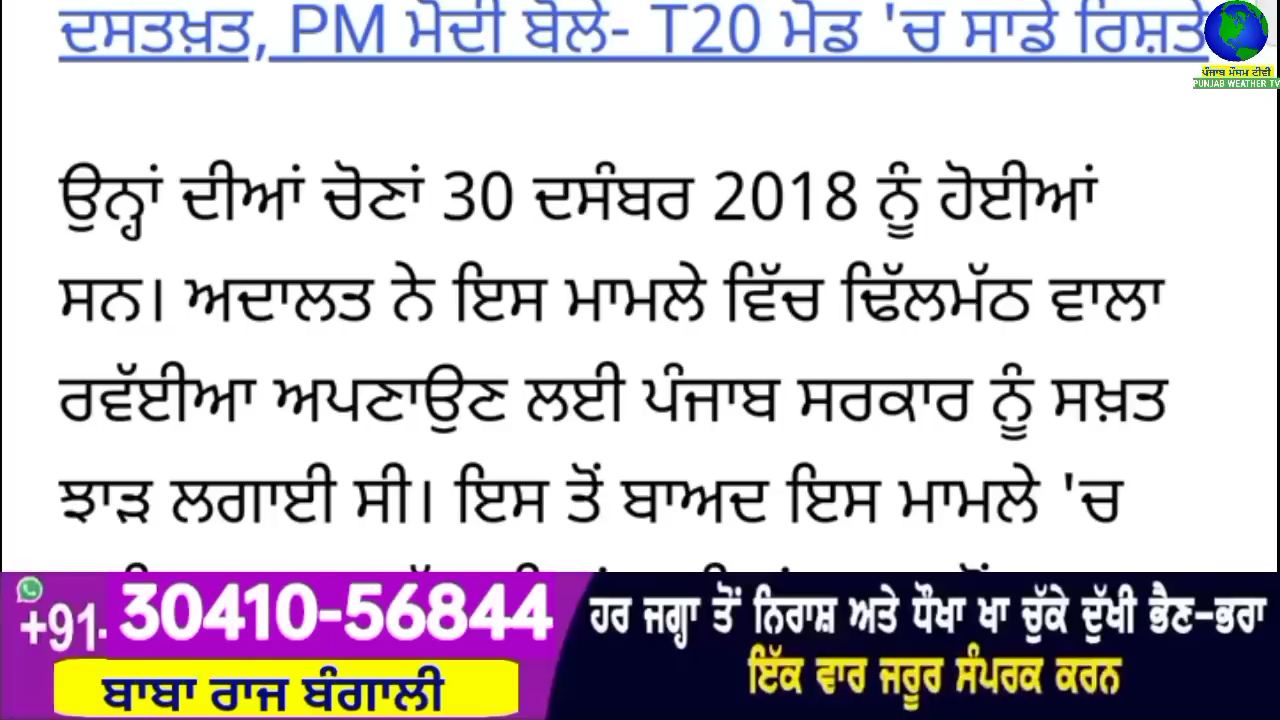 ਦਸਤਖ਼ਤ, PM ਮੋਦੀ ਬੋਲੇ- T20 ਮੋਡ 'ਚ ਸਾਡੇ ਰਿਸ਼ਤੇ
ਪੰਜਾਬ ਮੌਸਮ ਟੀਵੀ
PUNJAB WEATHER TV
ਉਨ੍ਹਾਂ ਦੀਆਂ ਚੋਣਾਂ 30 ਦਸੰਬਰ 2018 ਨੂੰ ਹੋਈਆਂ
ਸਨ। ਅਦਾਲਤ ਨੇ ਇਸ ਮਾਮਲੇ ਵਿੱਚ ਢਿੱਲਮੱਠ ਵਾਲਾ
ਰਵੱਈਆ ਅਪਣਾਉਣ ਲਈ ਪੰਜਾਬ ਸਰਕਾਰ ਨੂੰ ਸਖ਼ਤ
ਝਾੜ ਲਗਾਈ ਸੀ। ਇਸ ਤੋਂ ਬਾਅਦ ਇਸ ਮਾਮਲੇ 'ਚ
+91- 30410-56844
ਬਾਬਾ ਰਾਜ ਬੰਗਾਲੀ
ਹਰ ਜਗ੍ਹਾ ਤੋਂ ਨਿਰਾਸ਼ ਅਤੇ ਧੌਖਾ ਖਾ ਚੁੱਕੇ ਦੁੱਖੀ ਭੈਣ-ਭਰਾ
ਇੱਕ ਵਾਰ ਜਰੂਰ ਸੰਪਰਕ ਕਰਨ